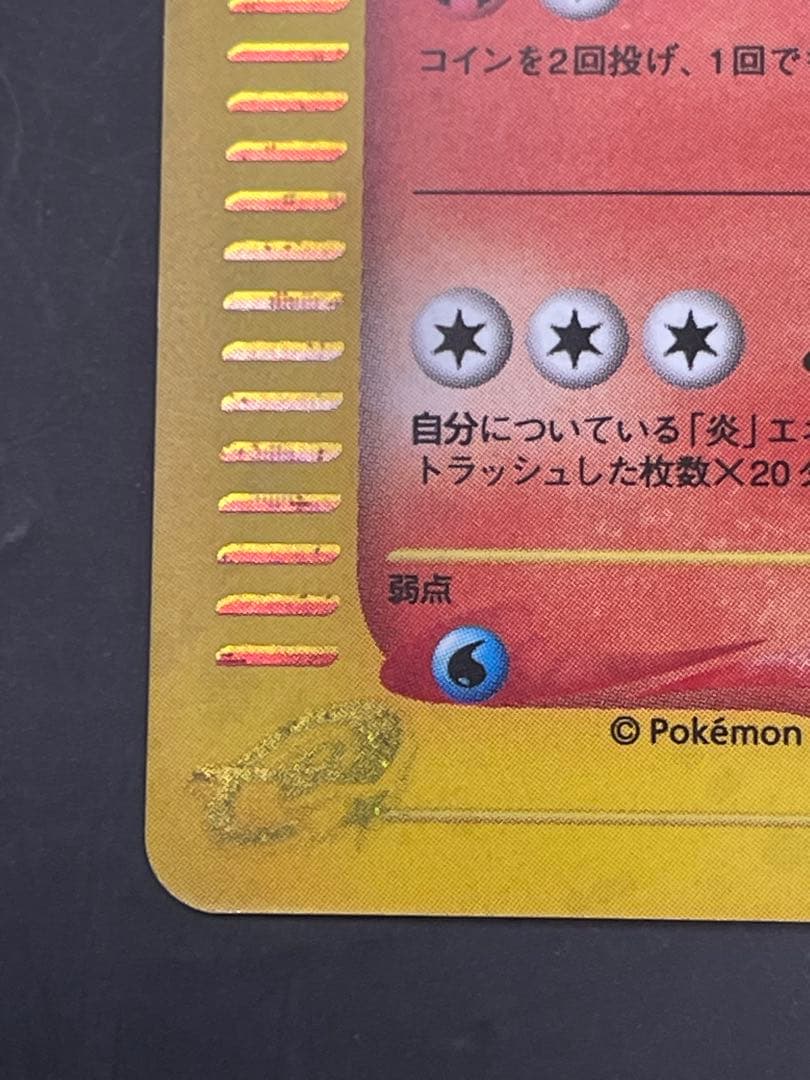 コインを2回投げ、1回で
自分についている「炎」エ
トラッシュした枚数×20
弱点
© Pokémon